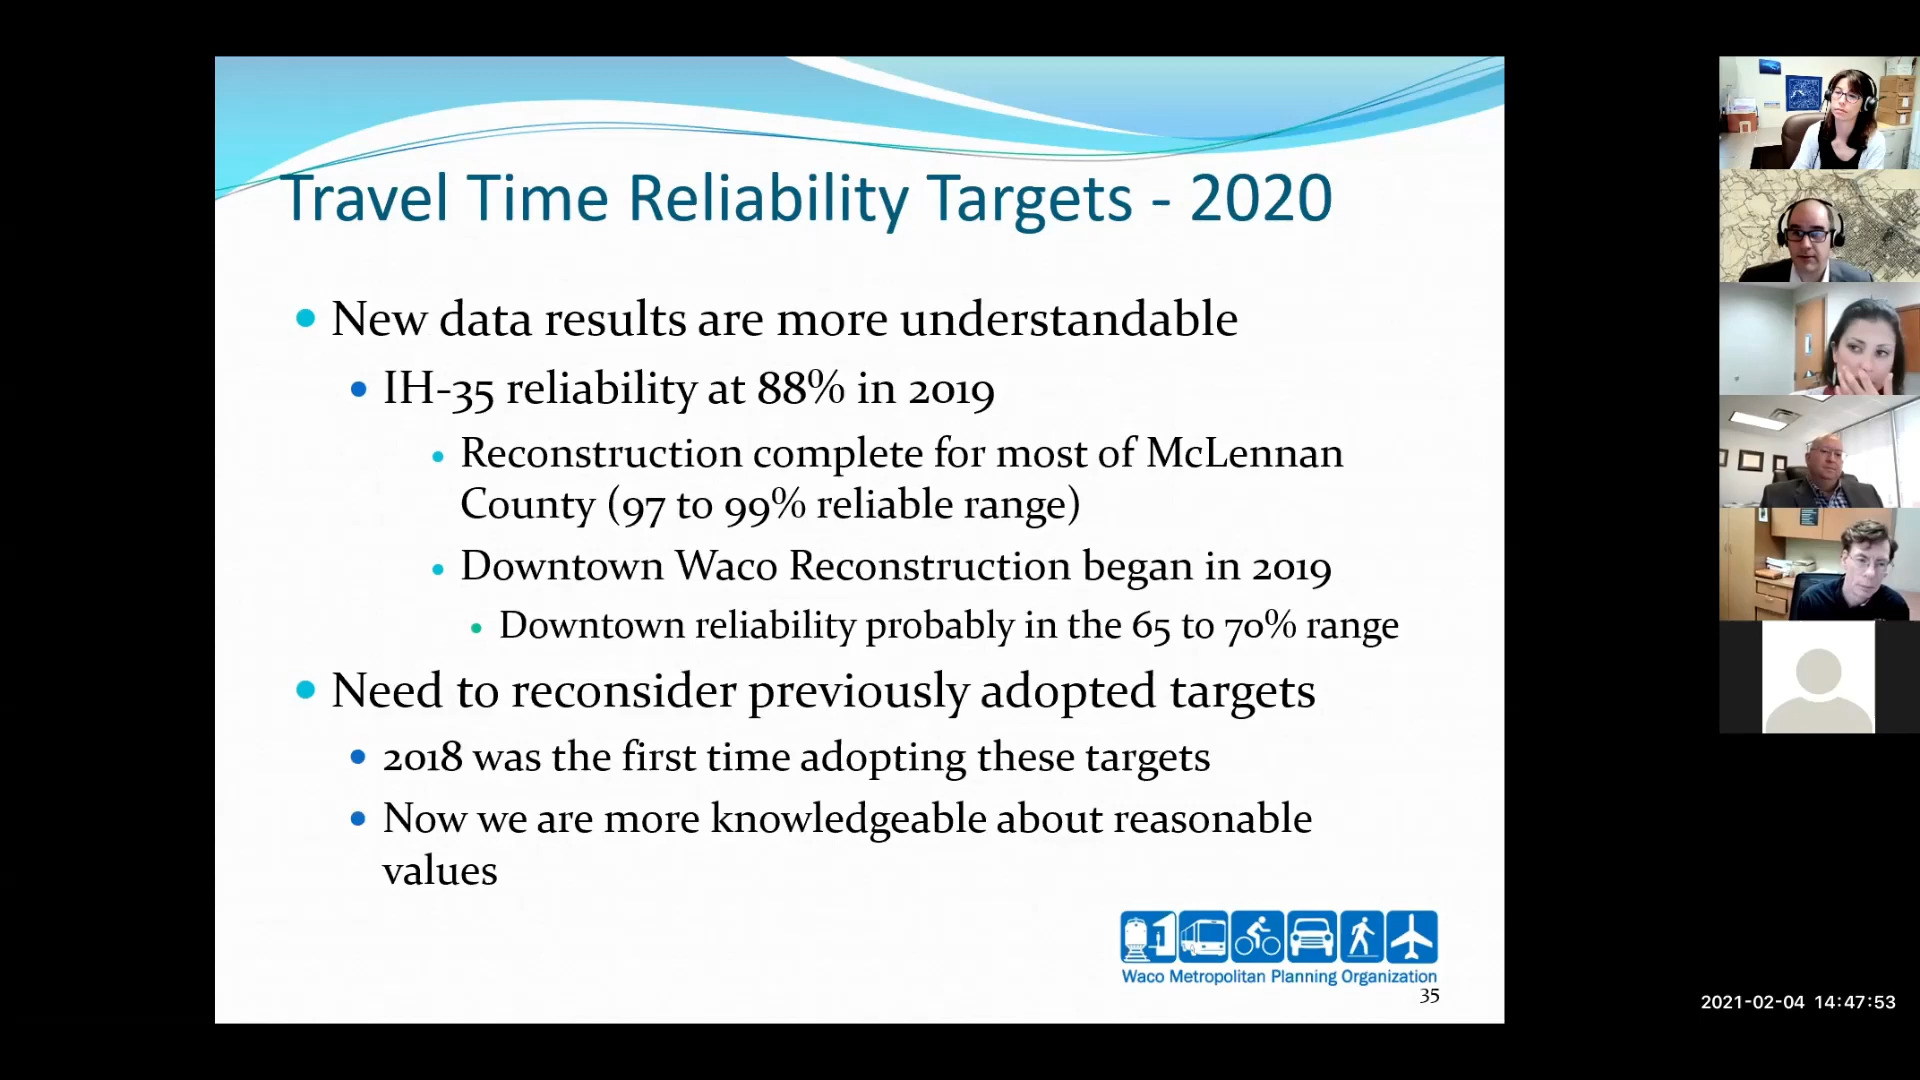 Travel Time Reliability Targets - 2020
New data results are more understandable
IH-35 reliability at 88% in 2019
Reconstruction complete for most of McLennan
County (97 to 99% reliable range)
Downtown Waco Reconstruction began in 2019
Downtown reliability probably in the 65 to 70% range
Need to reconsider previously adopted targets
2018 was the first time adopting these targets
Now we are more knowledgeable about reasonable
values
Waco Metropolitan Planning Organization
35
2021-02-04 14:47:53